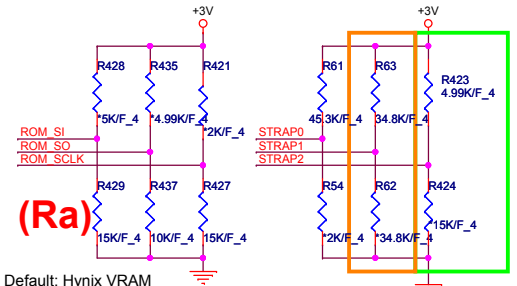 +3V
+3V
R428
R435
R421
R61
R63
R423
4.99K/F_4
*5K/F_4
*4.99K/F_4
*2K/F_4
45.3K/F_4
34.8K/F_4
ROM_SI
ROM_SO
ROM_SCLK
STRAP0
STRAP1
STRAP2
R429
R437
R427
R54
R62
R424
(Ra)
15K/F_4
10K/F_4
15K/F_4
*2K/F_4
*34.8K/F_4
*15K/F_4
Default: Hynix VRAM